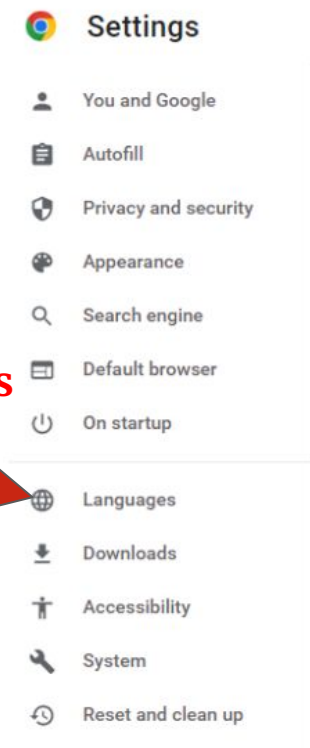 Settings
You and Google
Autofill
Privacy and security
Appearance
Search engine
Default browser
s
On startup
Languages
Downloads
Accessibility
System
Reset and clean up